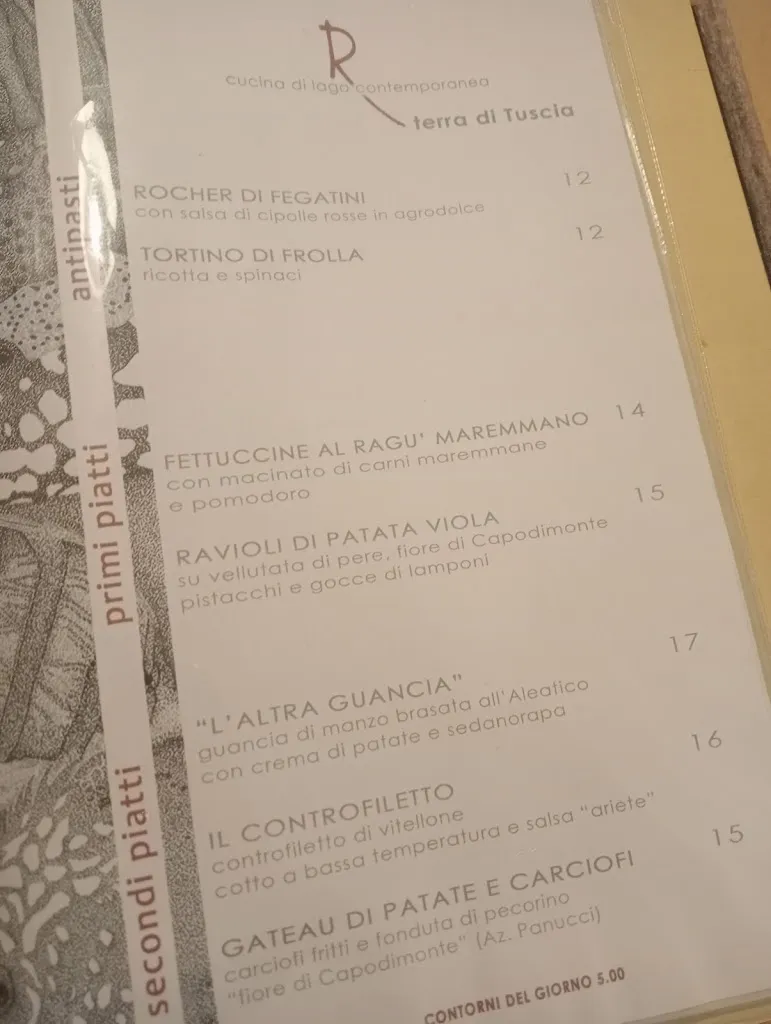 R
cucina di lago contemporanea
terra di Tuscia
antipasti
ROCHER DI FEGATINI 12
con salsa di cipolle rosse in agrodolce
TORTINO DI FROLLA 12
ricotta e spinaci
primi piatti
FETTUCCINE AL RAGU' MAREMMANO 14
con macinato di carni maremmane
e pomodoro
RAVIOLI DI PATATA VIOLA 15
su vellutata di pere, fiore di Capodimonte
pistacchi e gocce di lamponi
secondi piatti
"L'ALTRA GUANCIA" 17
guancia di manzo brasata all'Aleatico
con crema di patate e sedanorapa
IL CONTROFILETTO 16
controfiletto di vitellone
cotto a bassa temperatura e salsa "ariete"
GATEAU DI PATATE E CARCIOFI 15
carciofi fritti e fonduta di pecorino
"fiore di Capodimonte" (Az. Panucci)
CONTORNI DEL GIORNO 5.00